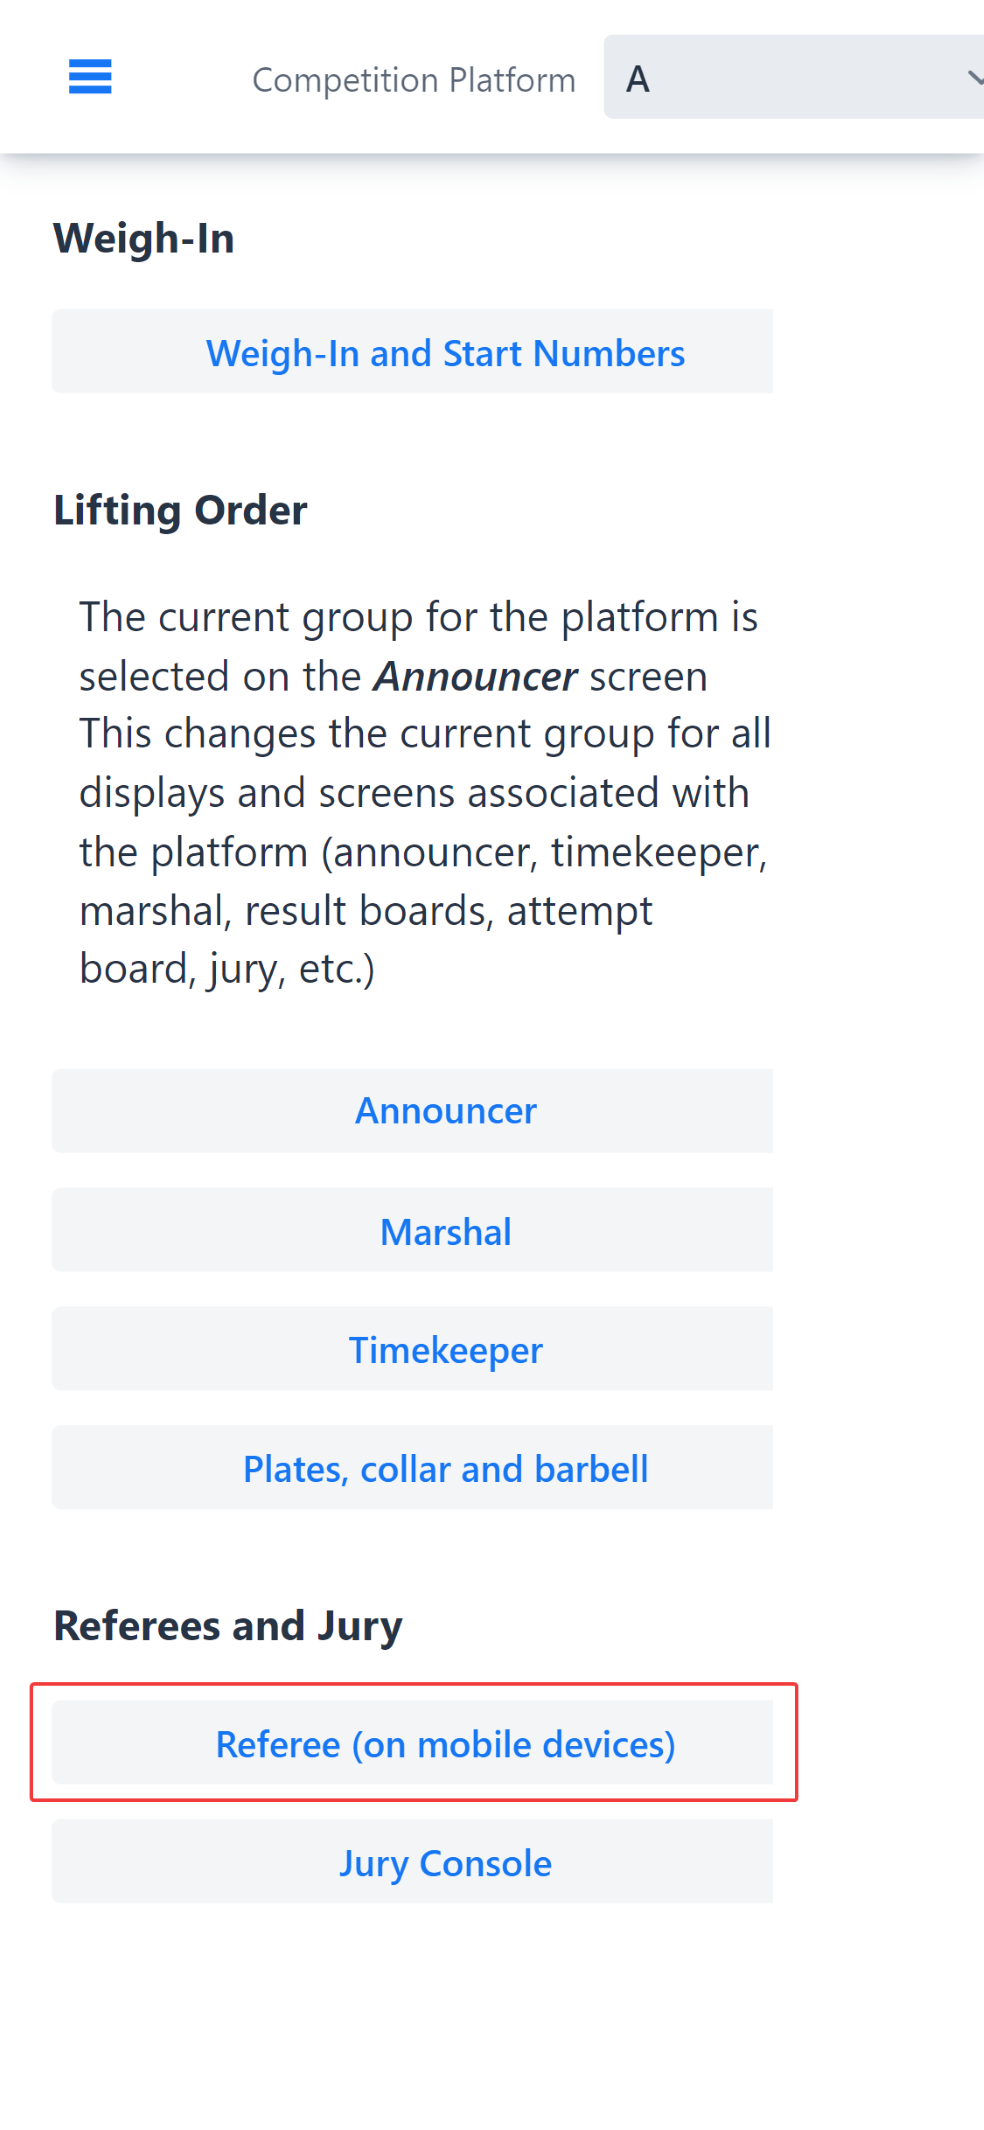 Competition Platform
A
Weigh-In
Weigh-In and Start Numbers
Lifting Order
The current group for the platform is
selected on the Announcer screen
This changes the current group for all
displays and screens associated with
the platform (announcer, timekeeper,
marshal, result boards, attempt
board, jury, etc.)
Announcer
Marshal
Timekeeper
Plates, collar and barbell
Referees and Jury
Referee (on mobile devices)
Jury Console